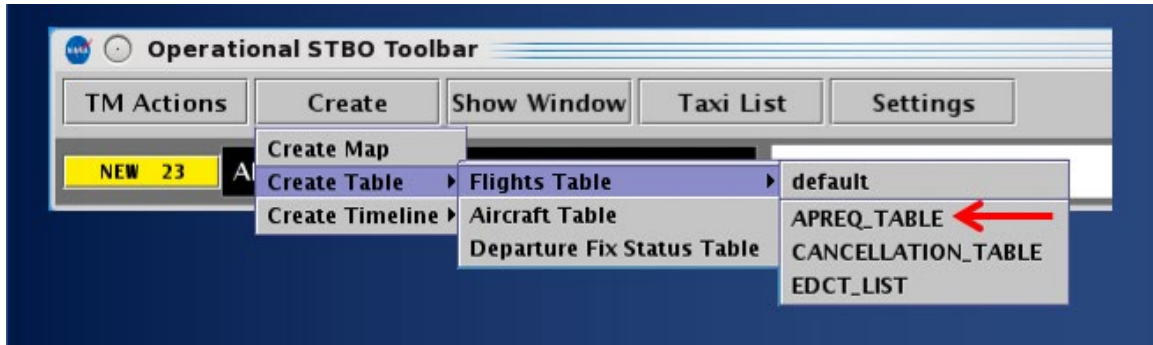 Operational STBO Toolbar
TM Actions Create Show Window Taxi List Settings
NEW 23
Create Map
Create Table Flights Table default
Create Timeline Aircraft Table APREQ_TABLE
Departure Fix Status Table CANCELLATION_TABLE
EDCT_LIST